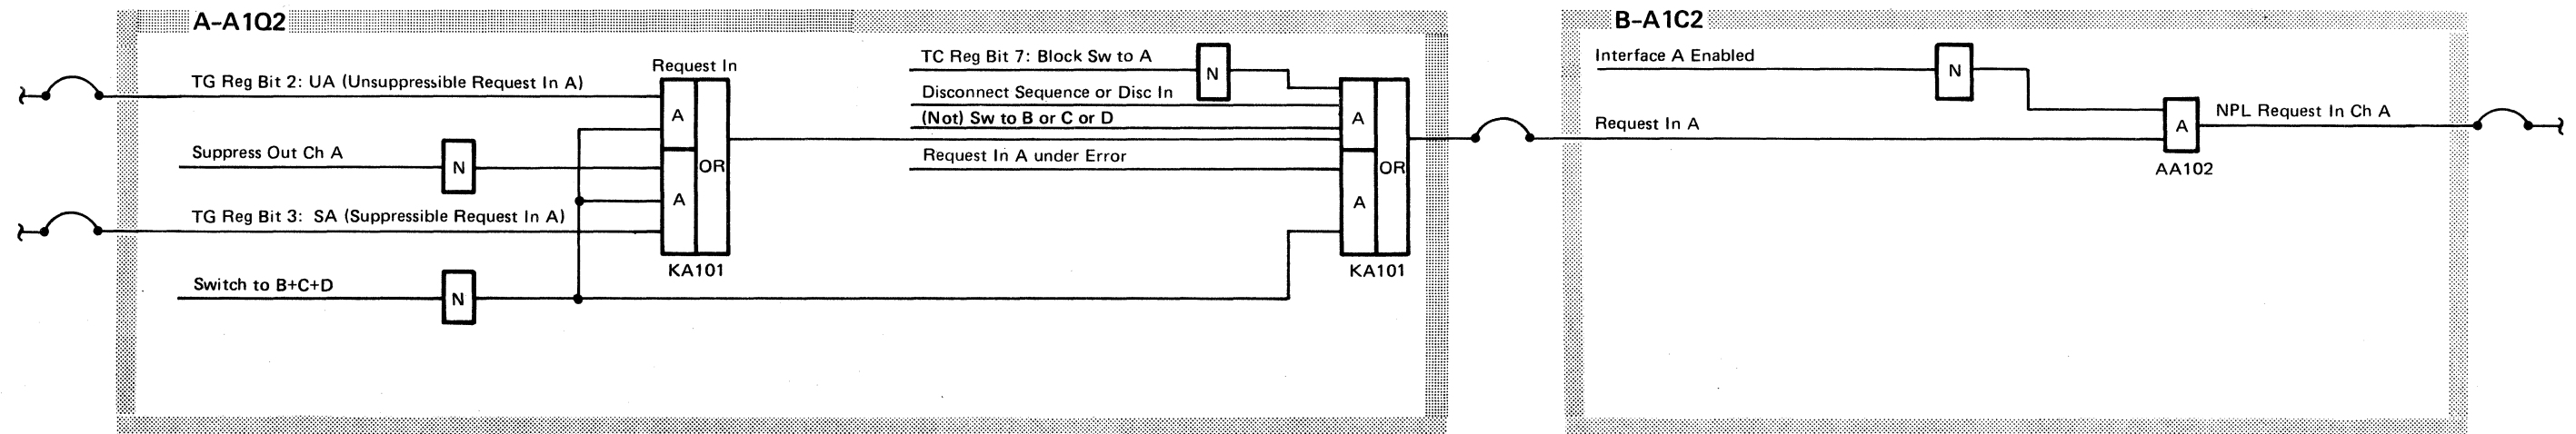 A-A1Q2
B-A1C2
TG Reg Bit 2: UA (Unsuppressible Request In A)
Request In
A
OR
Suppress Out Ch A
N
A
TG Reg Bit 3: SA (Suppressible Request In A)
KA101
Switch to B+C+D
N
TC Reg Bit 7: Block Sw to A
N
Disconnect Sequence or Disc In
(Not) Sw to B or C or D
A
OR
Request In A under Error
A
KA101
Interface A Enabled
N
Request In A
A
NPL Request In Ch A
AA102